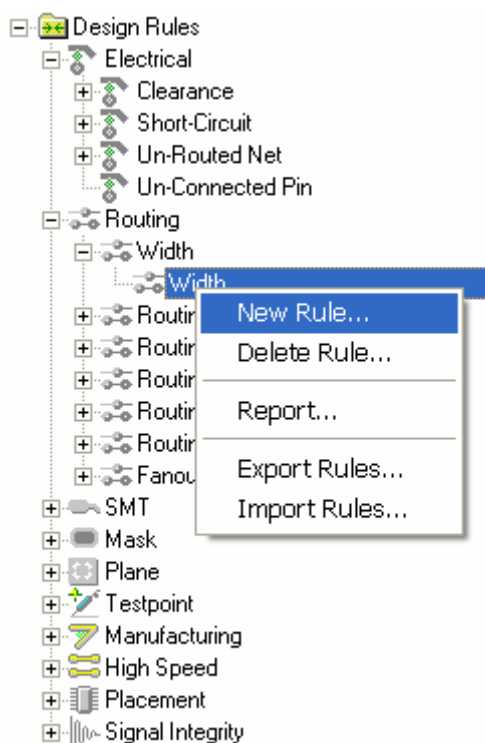 Design Rules
Electrical
Clearance
Short-Circuit
Un-Routed Net
Un-Connected Pin
Routing
Width
Width
New Rule...
Delete Rule...
Report...
Export Rules...
Import Rules...
SMT
Mask
Plane
Testpoint
Manufacturing
High Speed
Placement
Signal Integrity